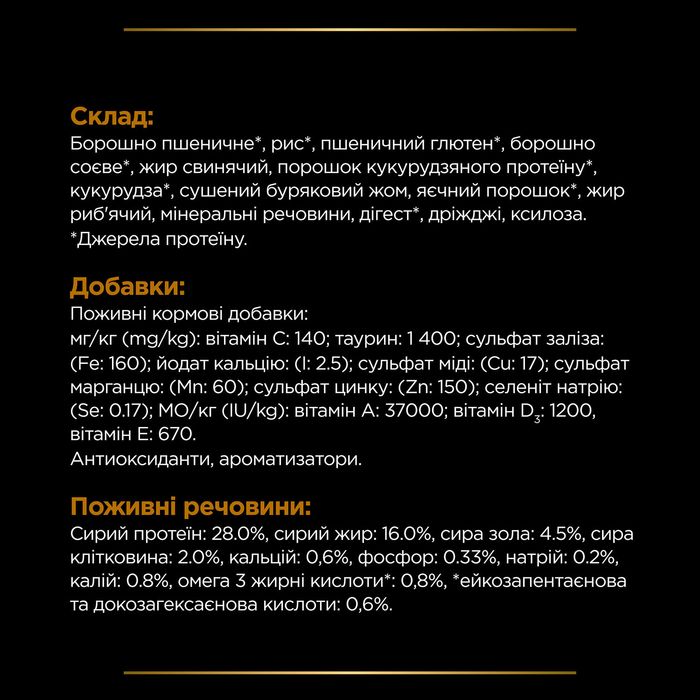 Склад:
Борошно пшеничне*, рис*, пшеничний глютен*, борошно
соєве*, жир свинячий, порошок кукурудзяного протеїну*,
кукурудза*, сушений буряковий жом, яєчний порошок*, жир
риб'ячий, мінеральні речовини, дігест*, дріжджі, ксилоза.
*Джерела протеїну.
Добавки:
Поживні кормові добавки:
мг/кг (mg/kg): вітамін С: 140; таурин: 1 400; сульфат заліза:
(Fe: 160); йодат кальцію: (I: 2.5); сульфат міді: (Cu: 17); сульфат
марганцю: (Mn: 60); сульфат цинку: (Zn: 150); селеніт натрію:
(Se: 0.17); МО/кг (IU/kg): вітамін А: 37000; вітамін D₃: 1200,
вітамін Е: 670.
Антиоксиданти, ароматизатори.
Поживні речовини:
Сирий протеїн: 28.0%, сирий жир: 16.0%, сира зола: 4.5%, сира
клітковина: 2.0%, кальцій: 0,6%, фосфор: 0.33%, натрій: 0.2%,
калій: 0.8%, омега 3 жирні кислоти*: 0,8%, *ейкозапентаєнова
та докозагексаєнова кислоти: 0,6%.